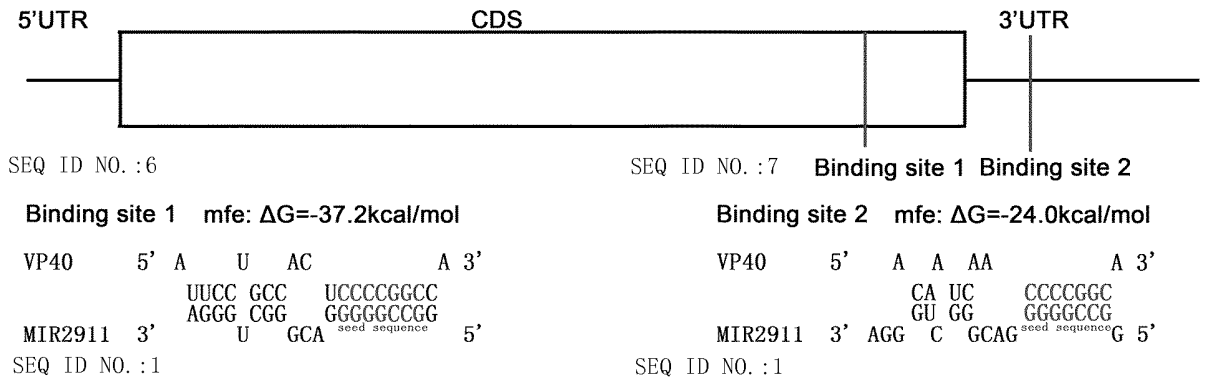 5'UTR CDS 3'UTR
SEQ ID NO.:6 SEQ ID NO.:7 Binding site 1 Binding site 2
Binding site 1 mfe: ΔG=-37.2kcal/mol Binding site 2 mfe: ΔG=-24.0kcal/mol
VP40 5' A U AC A 3' VP40 5' A A AA A 3'
UUCC GCC UCCCCGGCC CA UC CCCCGGC
AGGG CGG GGGGGCCGG GU GG GGGGCCG
seed sequence seed sequence
MIR2911 3' U GCA 5' MIR2911 3' AGG C GCAG G 5'
SEQ ID NO.:1 SEQ ID NO.:1